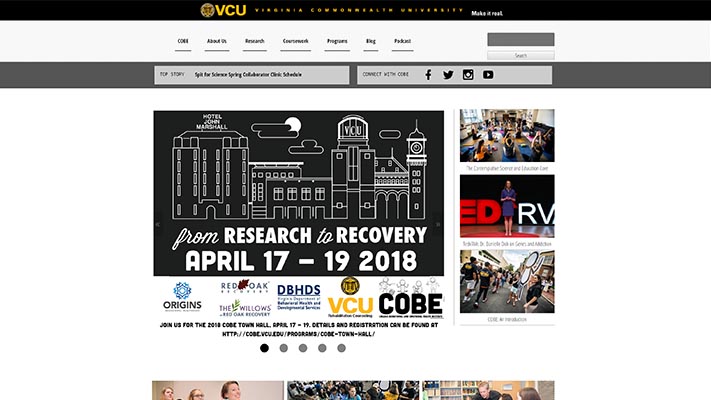 VCU VIRGINIA COMMONWEALTH UNIVERSITY Make it real.
COBE About Us Research Coursework Programs Blog Podcast
Search
TOP STORY Spit for Science Spring Collaborator Clinic Schedule
CONNECT WITH COBE
HOTEL
JOHN
MARSHALL
VCU
from RESEARCH to RECOVERY
APRIL 17 – 19 2018
ORIGINS
RED OAK
RECOVERY
THE WILLOWS
AT RED OAK RECOVERY
DBHDS
Virginia Department of
Behavioral Health and
Developmental Services
VCU
Rehabilitation Counseling
COBE
JOIN US FOR THE 2018 COBE TOWN HALL, APRIL 17 – 19. DETAILS AND REGISTRATION CAN BE FOUND AT
HTTP://COBE.VCU.EDU/PROGRAMS/COBE-TOWN-HALL/
The Contemplative Science and Education Core
ED RV
TedxTalk: Dr. Danielle Dick on Genes and Addiction
COBE: An Introduction